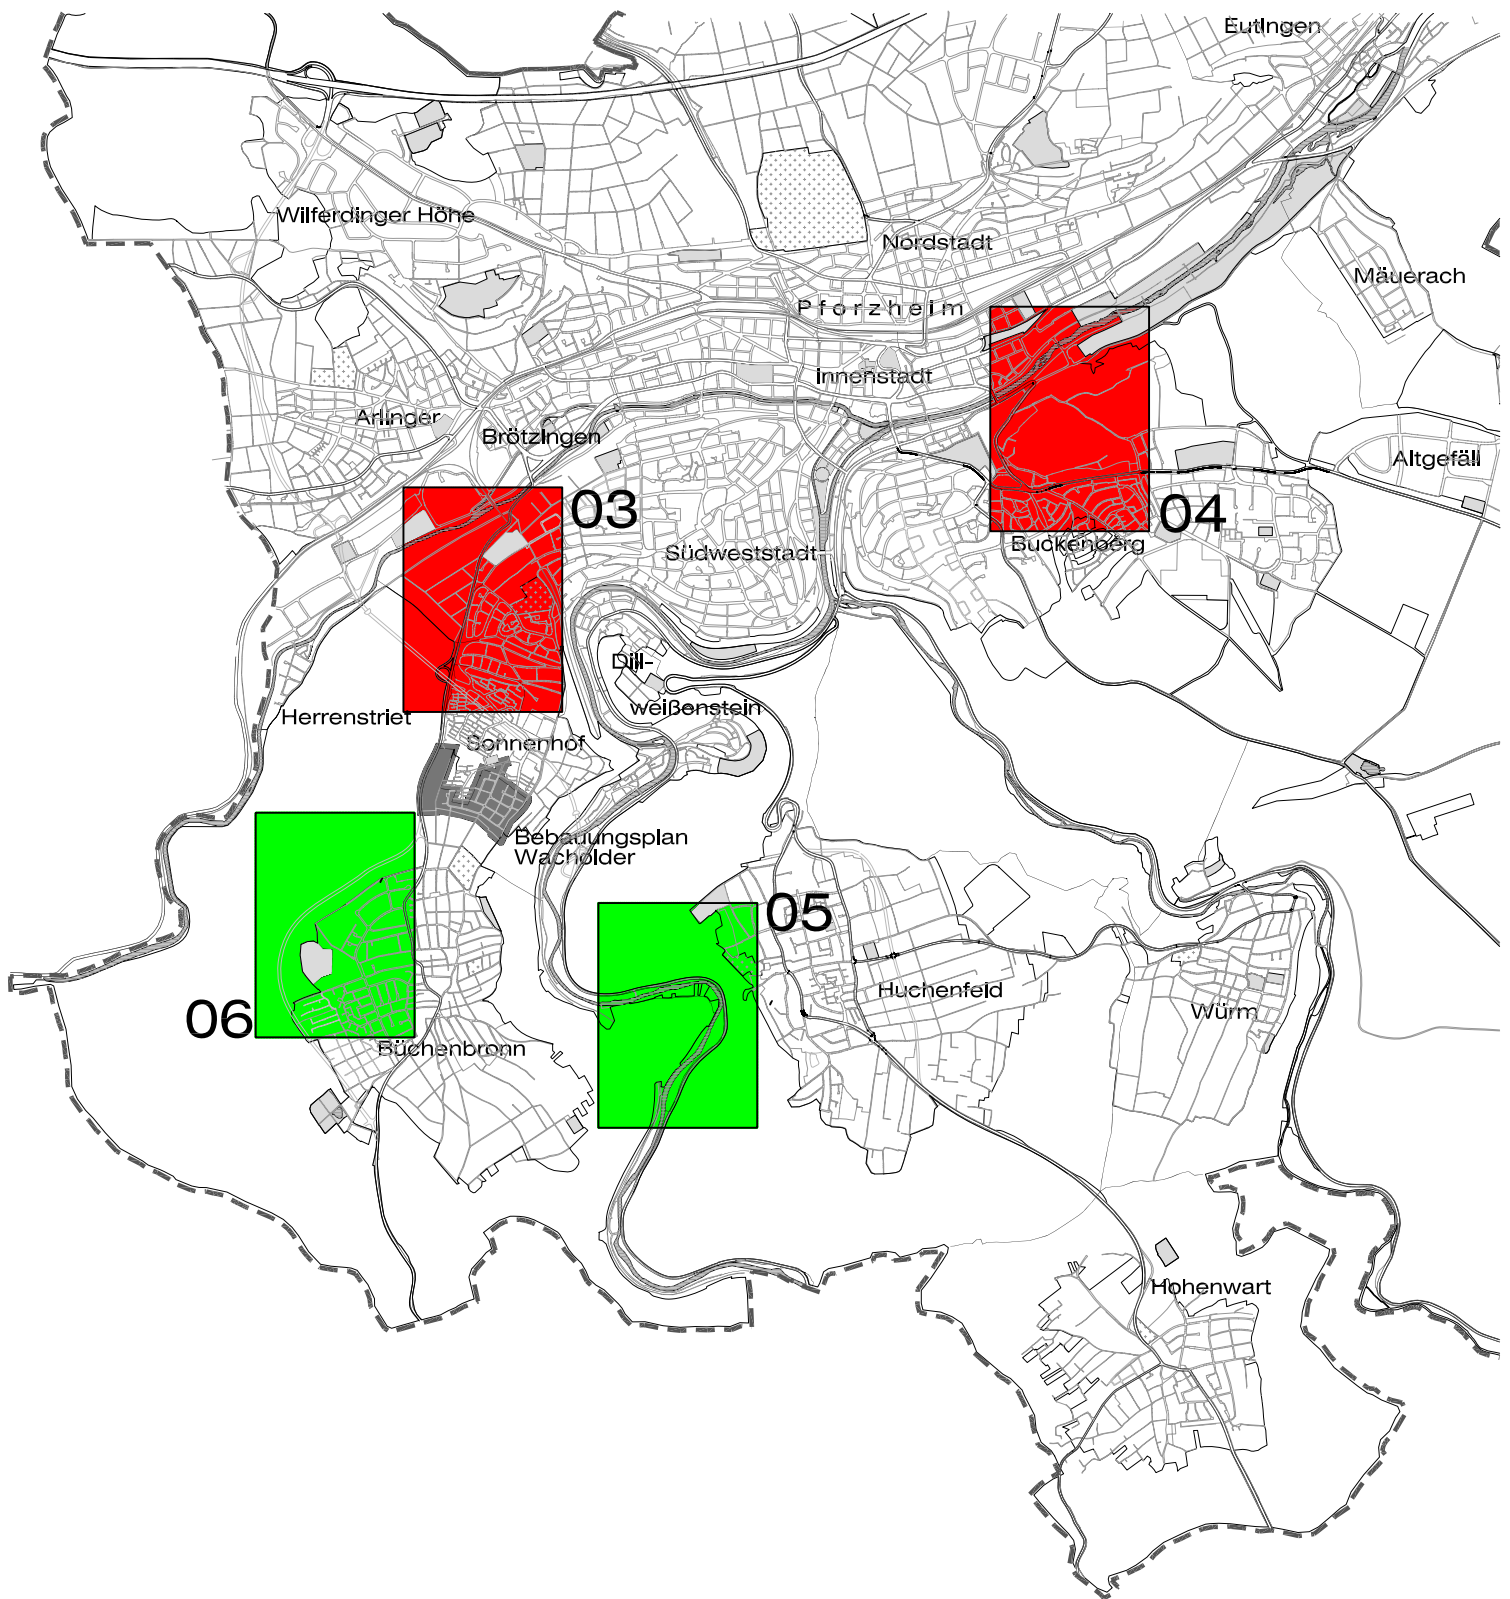 Eutingen
Wilferdinger Höhe
Nordstadt
Mäuerach
Pforzheim
Innenstadt
Arlinger
Brötzingen
Altgefäll
03
04
Südweststadt
Buckenberg
Dill-
weißenstein
Herrenstriet
Sonnenhof
Bebauungsplan
Wacholder
05
Huchenfeld
Würm
06
Büchenbronn
Hohenwart